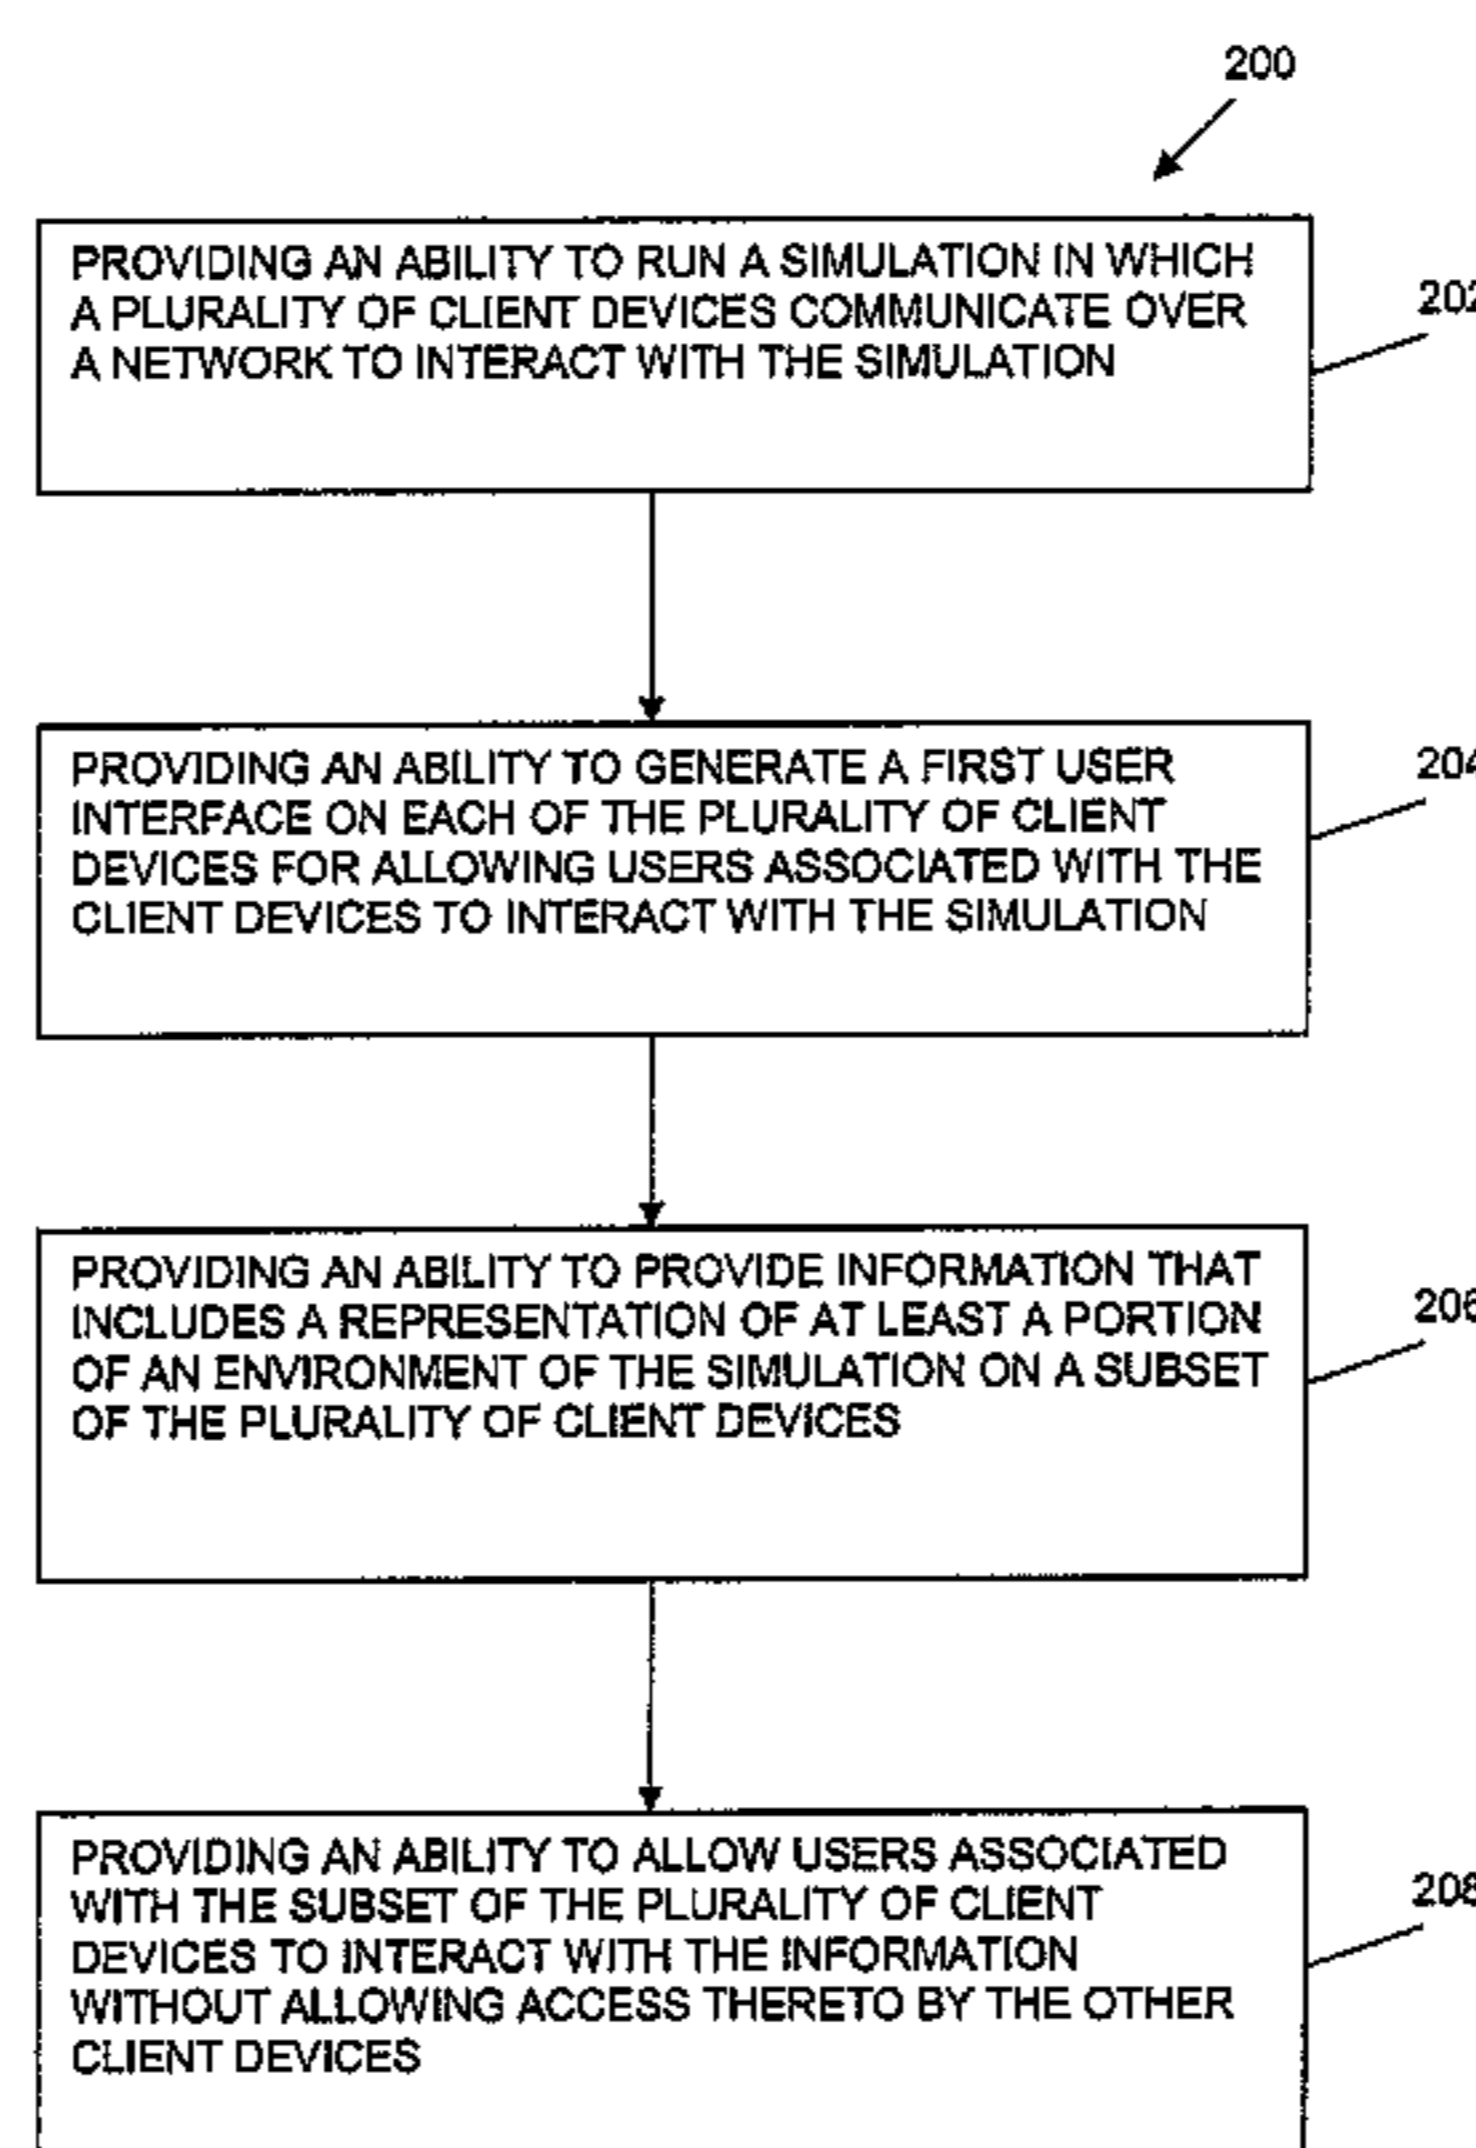 200
PROVIDING AN ABILITY TO RUN A SIMULATION IN WHICH
A PLURALITY OF CLIENT DEVICES COMMUNICATE OVER
A NETWORK TO INTERACT WITH THE SIMULATION
202
PROVIDING AN ABILITY TO GENERATE A FIRST USER
INTERFACE ON EACH OF THE PLURALITY OF CLIENT
DEVICES FOR ALLOWING USERS ASSOCIATED WITH THE
CLIENT DEVICES TO INTERACT WITH THE SIMULATION
204
PROVIDING AN ABILITY TO PROVIDE INFORMATION THAT
INCLUDES A REPRESENTATION OF AT LEAST A PORTION
OF AN ENVIRONMENT OF THE SIMULATION ON A SUBSET
OF THE PLURALITY OF CLIENT DEVICES
206
PROVIDING AN ABILITY TO ALLOW USERS ASSOCIATED
WITH THE SUBSET OF THE PLURALITY OF CLIENT
DEVICES TO INTERACT WITH THE INFORMATION
WITHOUT ALLOWING ACCESS THERETO BY THE OTHER
CLIENT DEVICES
208